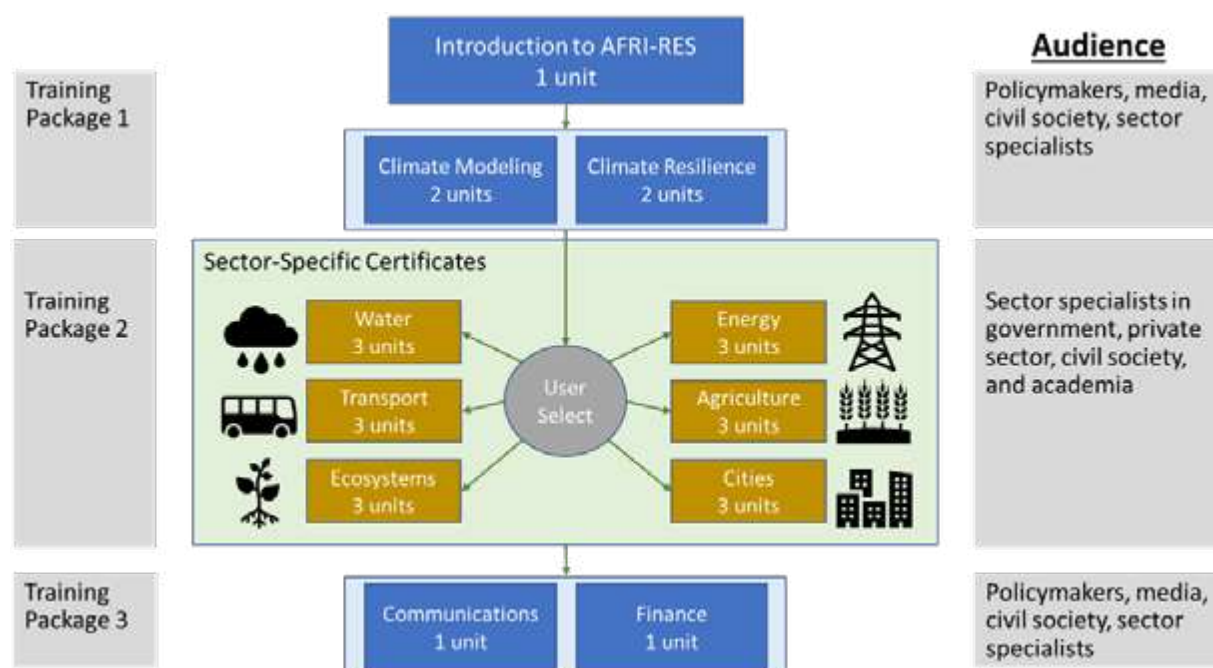 Introduction to AFRI-RES
1 unit
Audience
Training
Package 1
Policymakers, media,
civil society, sector
specialists
Climate Modeling
2 units
Climate Resilience
2 units
Sector-Specific Certificates
Training
Package 2
Water
3 units
Energy
3 units
Sector specialists in
government, private
sector, civil society,
and academia
Transport
3 units
User
Select
Agriculture
3 units
Ecosystems
3 units
Cities
3 units
Training
Package 3
Communications
1 unit
Finance
1 unit
Policymakers, media,
civil society, sector
specialists